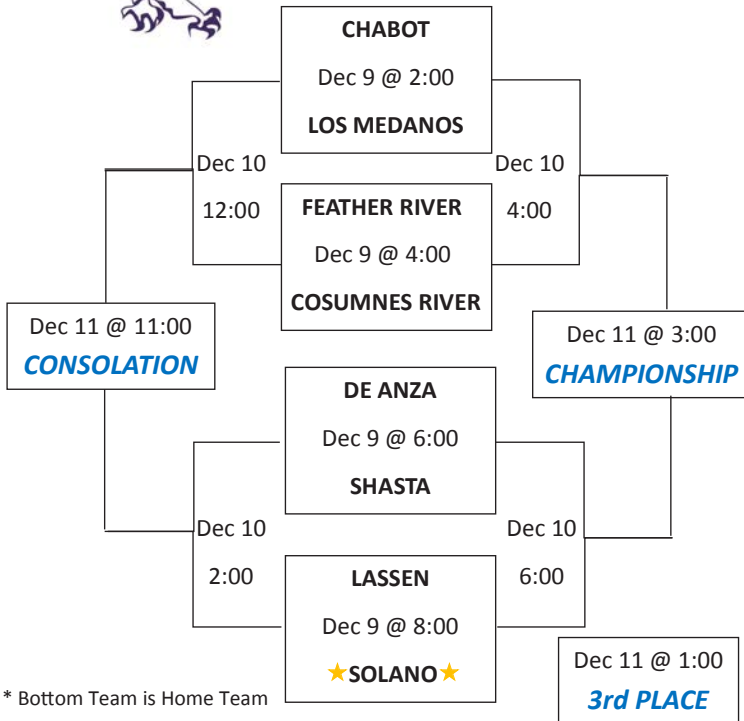 CHABOT
Dec 9 @ 2:00
LOS MEDANOS
Dec 10
12:00
Dec 10
4:00
FEATHER RIVER
Dec 9 @ 4:00
COSUMNES RIVER
Dec 11 @ 11:00
CONSOLATION
Dec 11 @ 3:00
CHAMPIONSHIP
DE ANZA
Dec 9 @ 6:00
SHASTA
Dec 10
2:00
Dec 10
6:00
LASSEN
Dec 9 @ 8:00
★SOLANO★
* Bottom Team is Home Team
Dec 11 @ 1:00
3rd PLACE